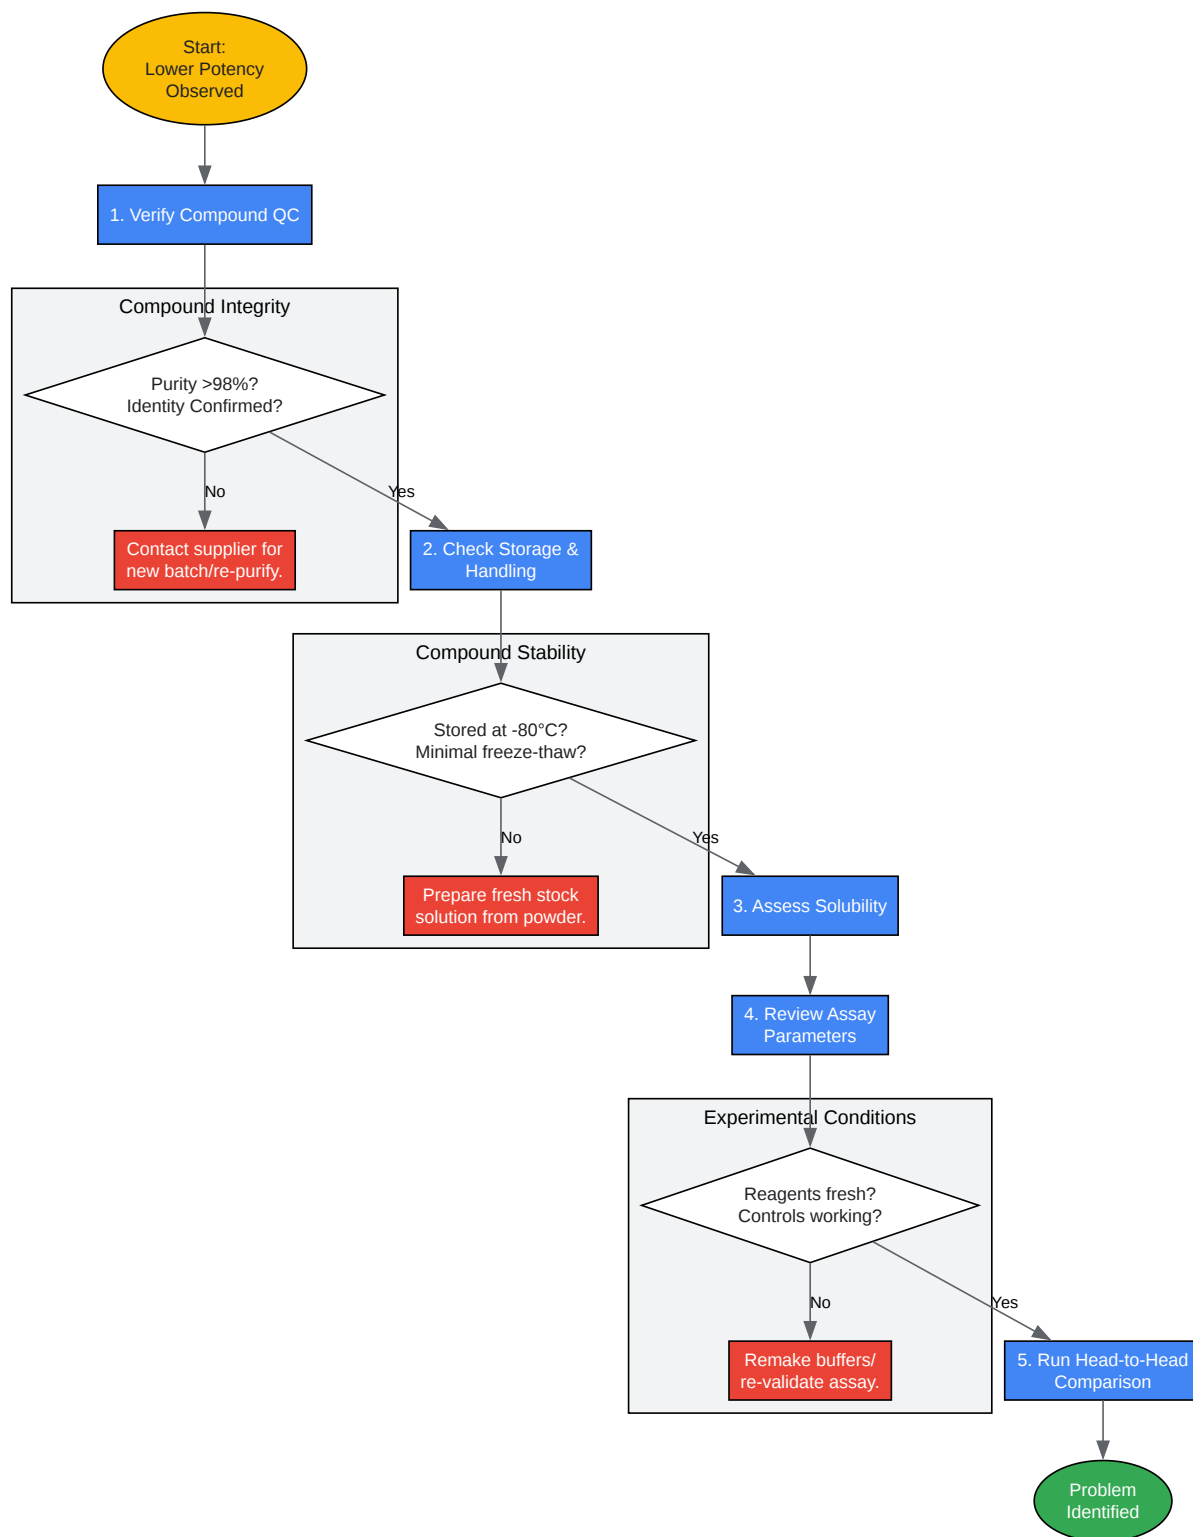 Start:
Lower Potency
Observed
1. Verify Compound QC
Compound Integrity
Purity >98%?
Identity Confirmed?
No
Yes
Contact supplier for
new batch/re-purify.
2. Check Storage &
Handling
Compound Stability
Stored at -80°C?
Minimal freeze-thaw?
No
Yes
Prepare fresh stock
solution from powder.
3. Assess Solubility
4. Review Assay
Parameters
Experimental Conditions
Reagents fresh?
Controls working?
No
Yes
Remake buffers/
re-validate assay.
5. Run Head-to-Head
Comparison
Problem
Identified